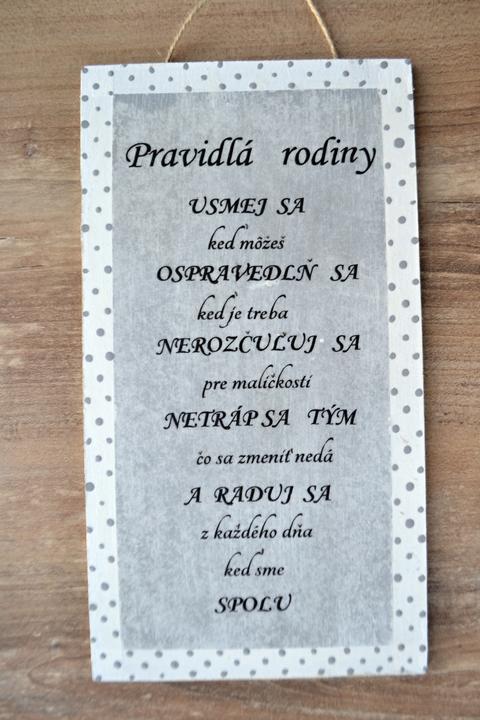 Pravidlá rodiny
USMEJ SA
keď môžeš
OSPRAVEDLŇ SA
keď je treba
NEROZČUĽUJ SA
pre maličkosti
NETRÁP SA TÝM
čo sa zmeniť nedá
A RADUJ SA
z každého dňa
keď sme
SPOLU